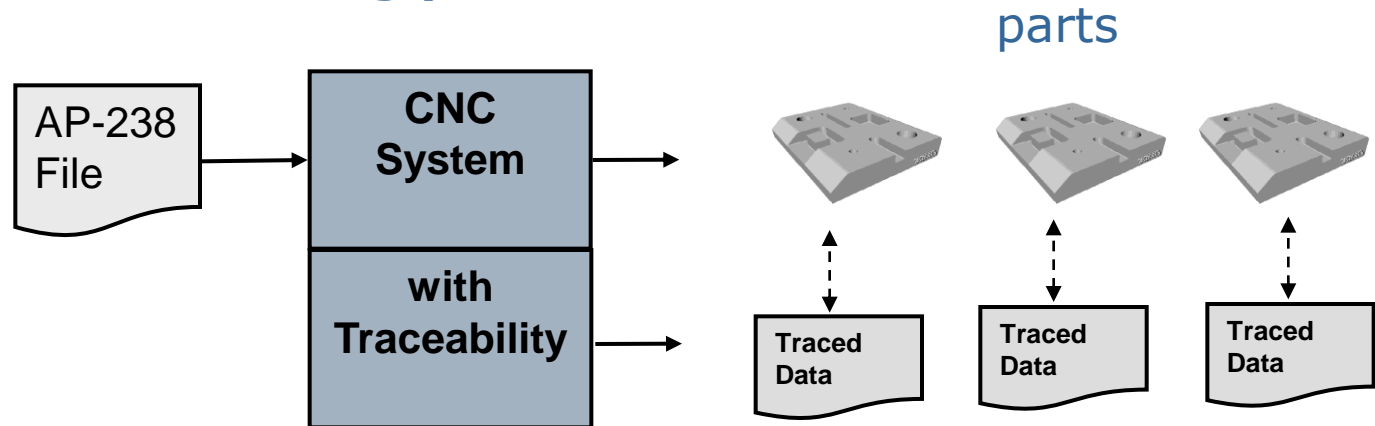 parts
AP-238
File
CNC
System
with
Traceability
Traced
Data
Traced
Data
Traced
Data